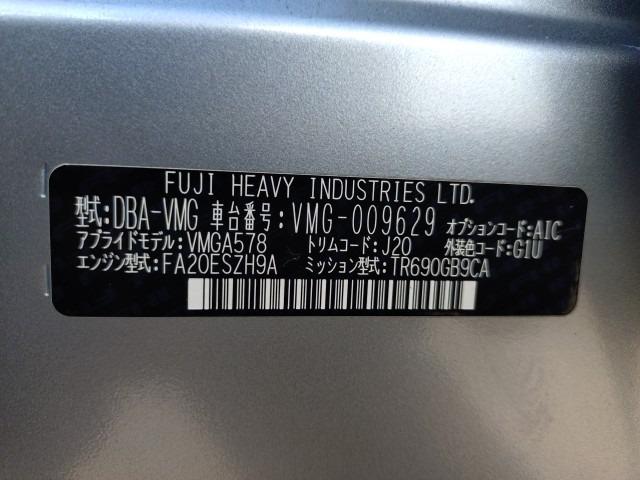 FUJI HEAVY INDUSTRIES LTD.
型式:DBA-VMG 車台番号:VMG-009629 オプションコード:AIC
アプライドモデル:VMGA578 トリムコード:J20 外装色コード:G1U
エンジン型式:FA20ESZH9A ミッション型式:TR690GB9CA